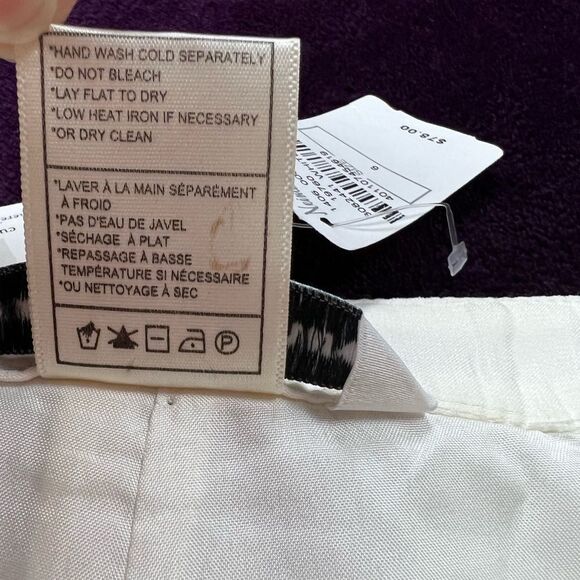 *HAND WASH COLD SEPARATELY
*DO NOT BLEACH
*LAY FLAT TO DRY
*LOW HEAT IRON IF NECESSARY
*OR DRY CLEAN
*LAVER À LA MAIN SÉPARÉMENT
À FROID
*PAS D'EAU DE JAVEL
*SÉCHAGE À PLAT
*REPASSAGE À BASSE
TEMPÉRATURE SI NÉCESSAIRE
*OU NETTOYAGE À SEC
P
$78.00
6